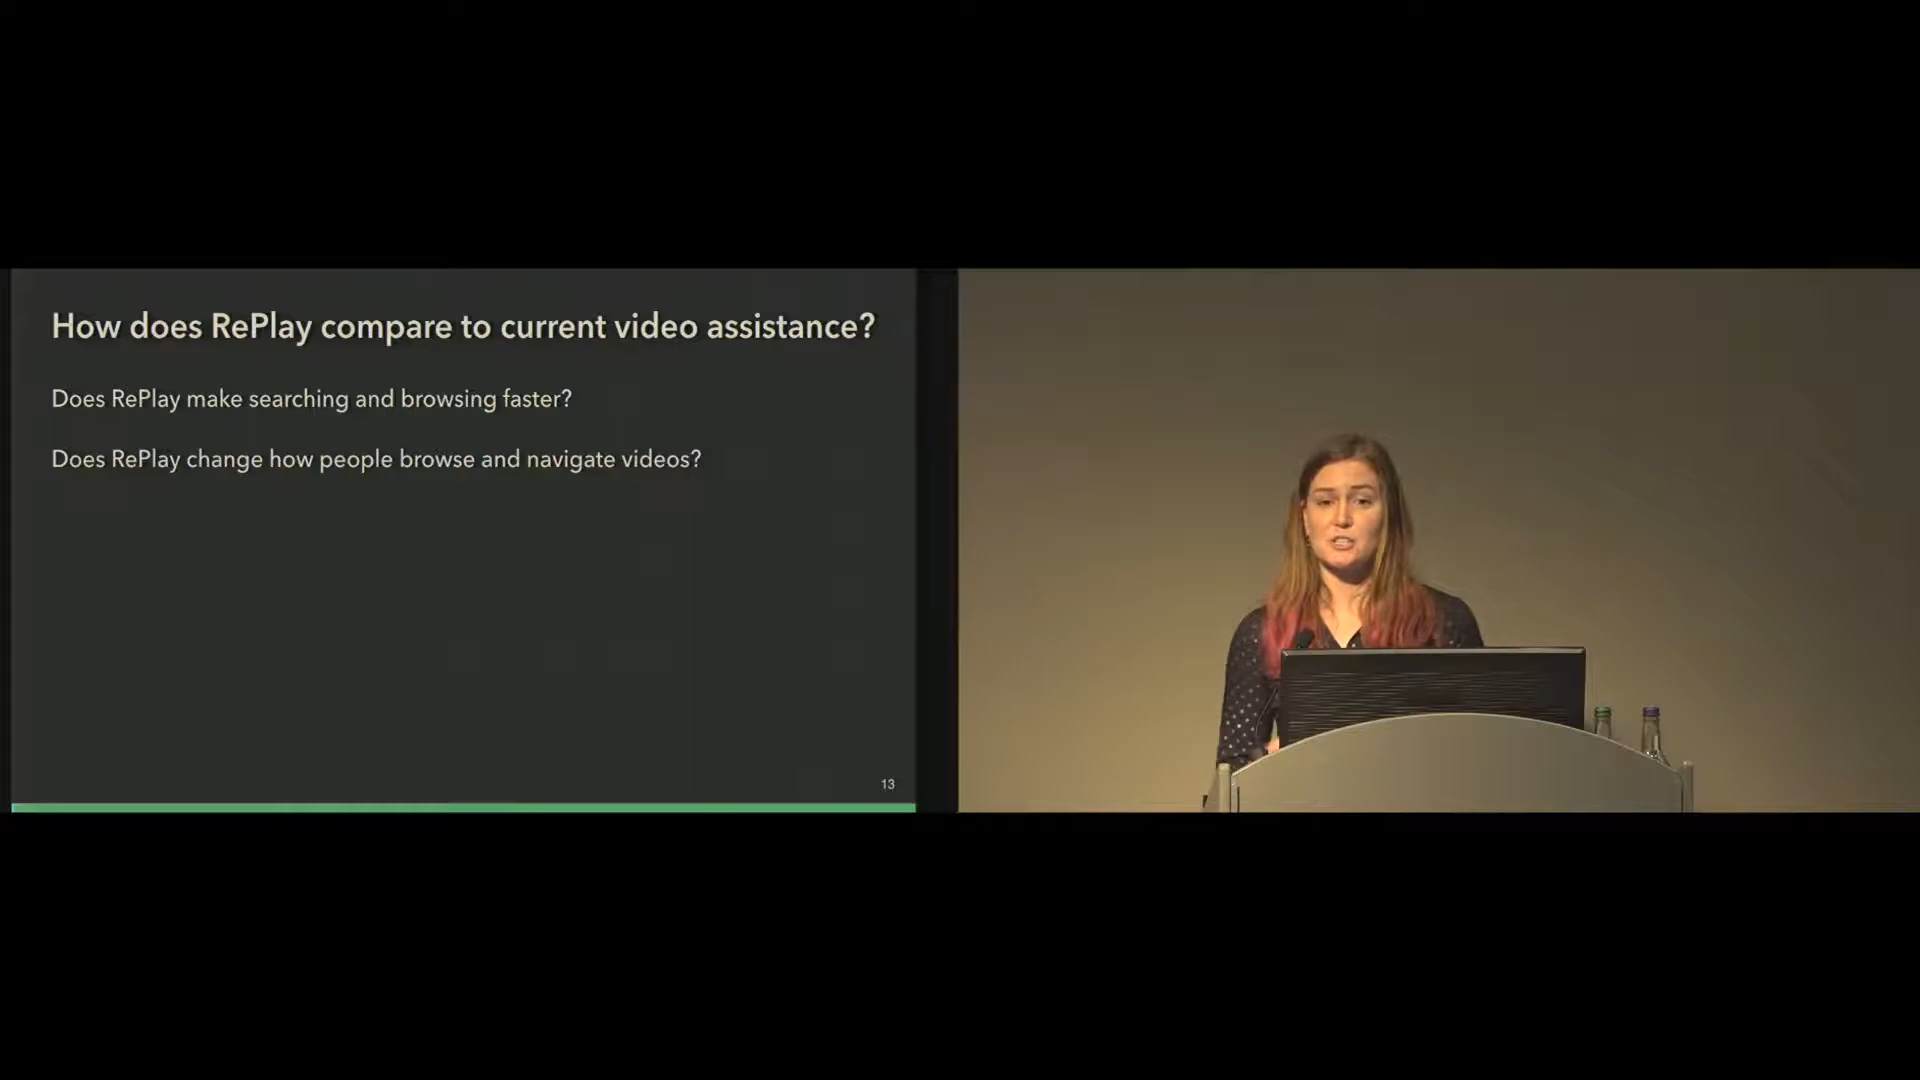 How does RePlay compare to current video assistance?
Does RePlay make searching and browsing faster?
Does RePlay change how people browse and navigate videos?
13